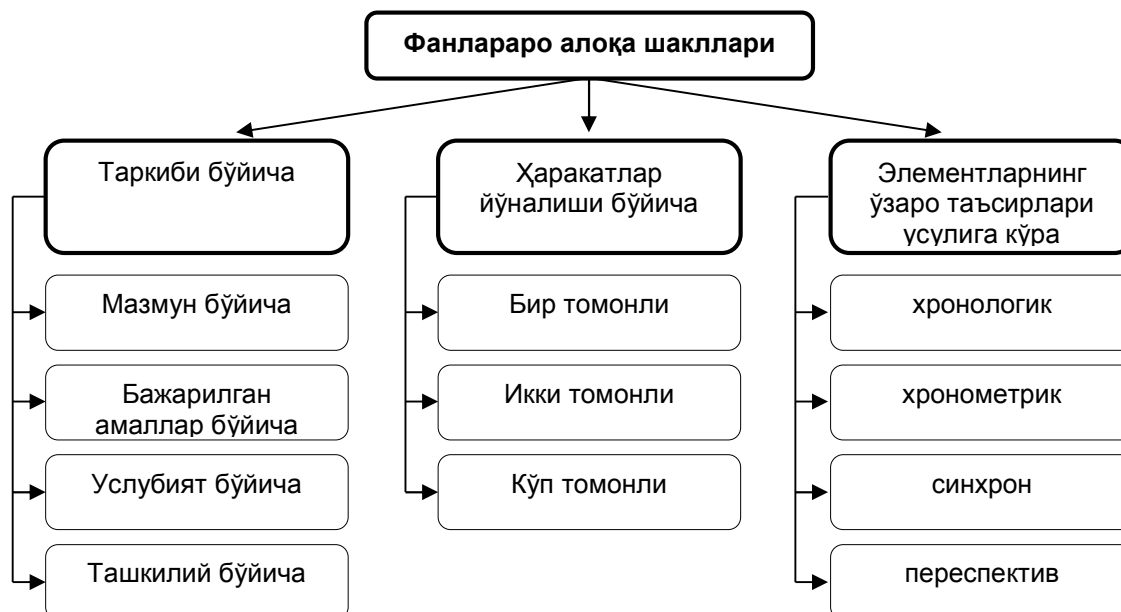 Фанлараро алоқа шакллари
Таркиби бўйича
Мазмун бўйича
Бажарилган
амаллар бўйича
Услубият бўйича
Ташкилий бўйича
Ҳаракатлар
йўналиши бўйича
Бир томонли
Икки томонли
Кўп томонли
Элементларнинг
ўзаро таъсирлари
усулига кўра
хронологик
хронометрик
синхрон
переспектив